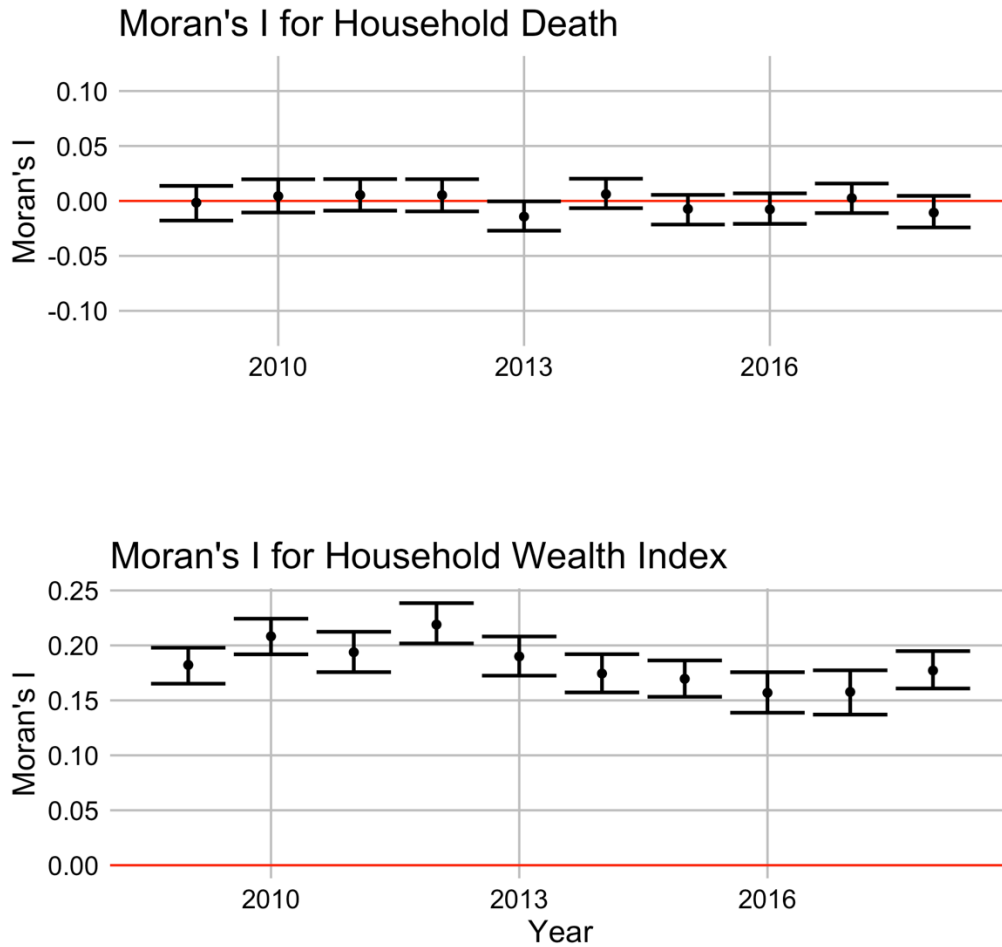 Moran's I for Household Death
Moran's I
0.10
0.05
0.00
-0.05
-0.10
2010 2013 2016
Moran's I for Household Wealth Index
Moran's I
0.25
0.20
0.15
0.10
0.05
0.00
2010 2013 2016
Year